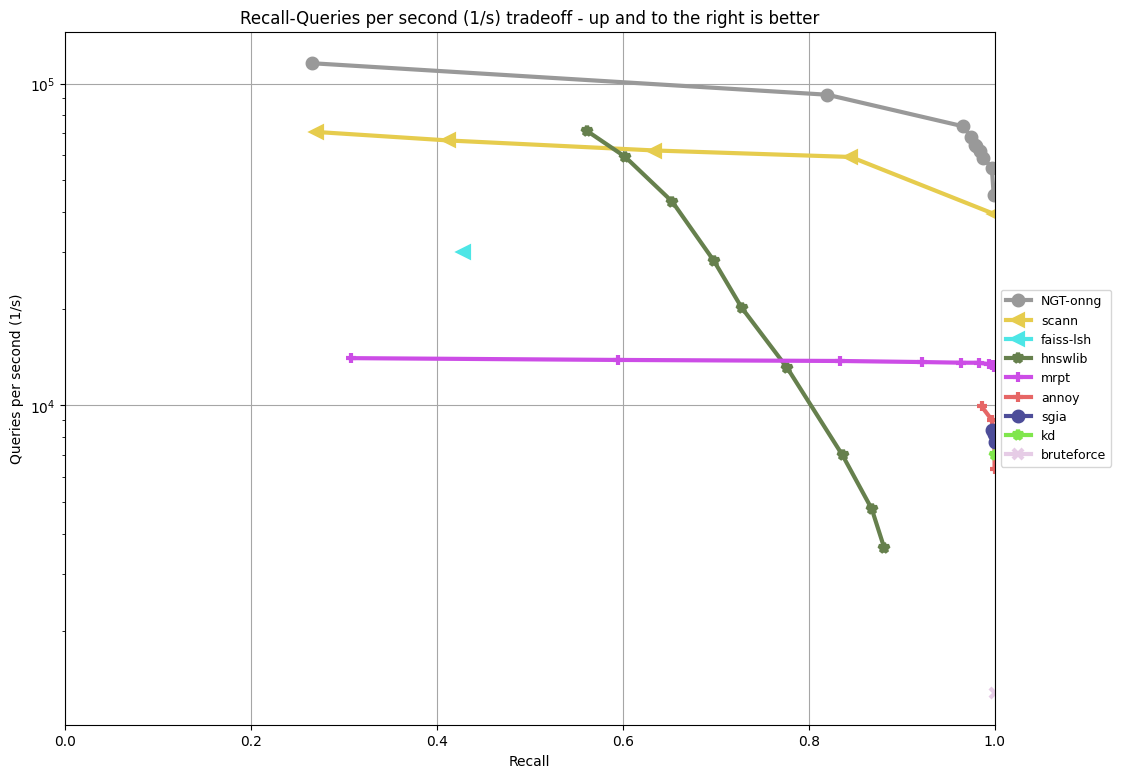 Recall-Queries per second (1/s) tradeoff - up and to the right is better
Queries per second (1/s)
10^5
10^4
0.0 0.2 0.4 0.6 0.8 1.0
Recall
NGT-onng
scann
faiss-lsh
hnswlib
mrpt
annoy
sgia
kd
bruteforce